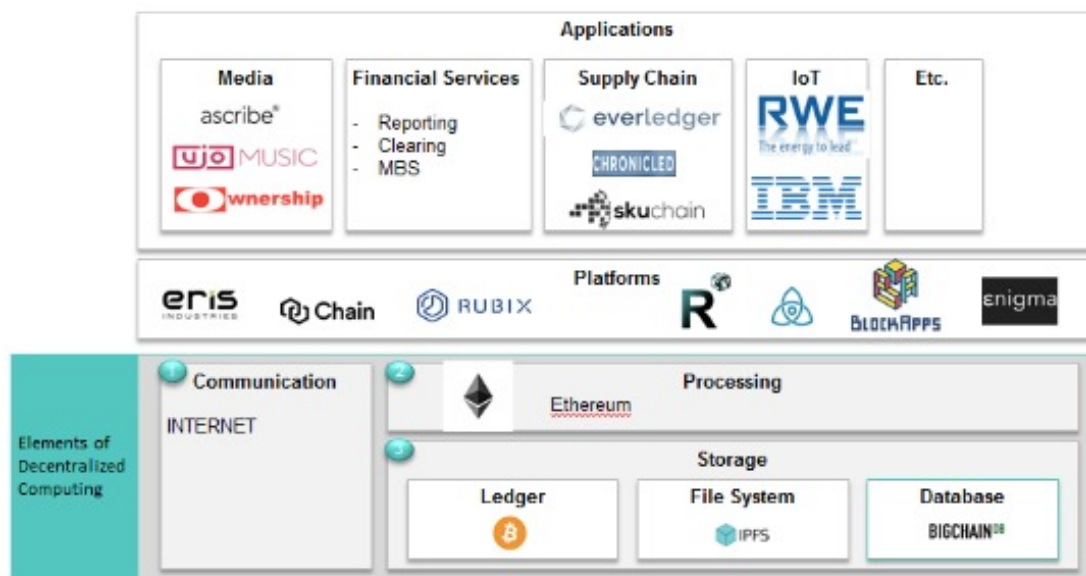 Applications
Media
ascribe®
ujo MUSIC
wnership
Financial Services
- Reporting
- Clearing
- MBS
Supply Chain
everledger
CHRONICLED
skuchain
IoT
RWE
The energy to lead
IBM
Etc.
Platforms
eris
INDUSTRIES
Chain
RUBIX
R
BLOCKAPPS
εnigma
Elements of
Decentralized
Computing
1
Communication
INTERNET
2
Processing
Ethereum
3
Storage
Ledger
File System
IPFS
Database
BIGCHAINDB